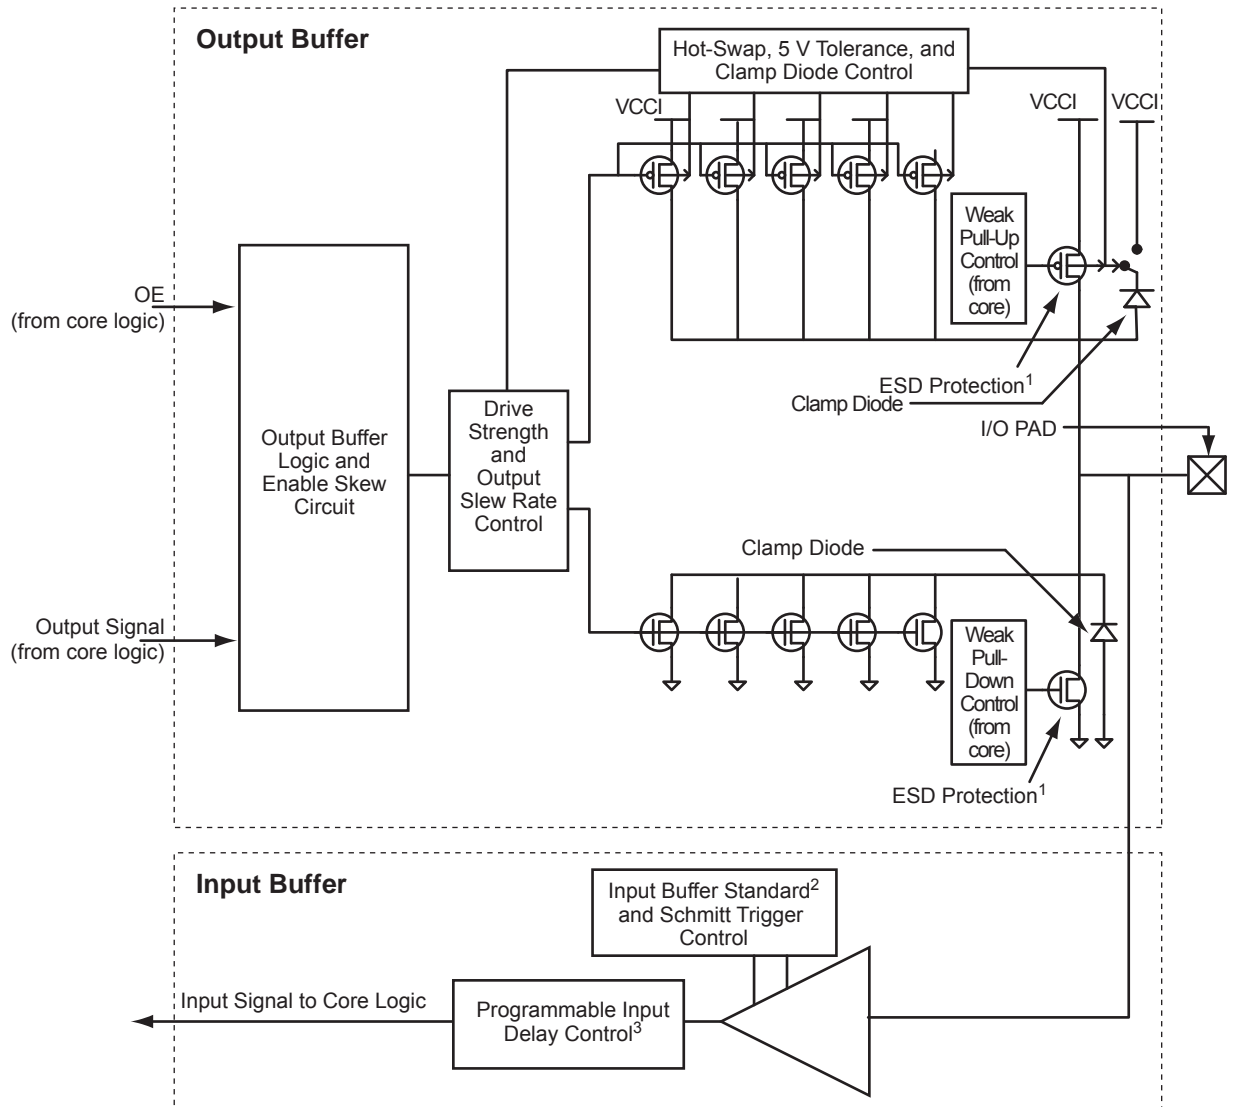 Output Buffer
Hot-Swap, 5 V Tolerance, and
Clamp Diode Control
VCCI
VCCI
VCCI
Weak
Pull-Up
Control
(from
core)
OE
(from core logic)
ESD Protection1
Clamp Diode
I/O PAD
Output Buffer
Logic and
Enable Skew
Circuit
Drive
Strength
and
Output
Slew Rate
Control
Clamp Diode
Output Signal
(from core logic)
Weak
Pull-
Down
Control
(from
core)
ESD Protection1
Input Buffer
Input Buffer Standard2
and Schmitt Trigger
Control
Input Signal to Core Logic
Programmable Input
Delay Control3